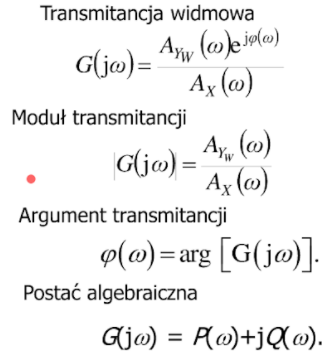 Transmitancja widmowa
G(jω) = A_{Y_W}(ω)e^{jφ(ω)} / A_X(ω)
Moduł transmitancji
|G(jω)| = A_{Y_W}(ω) / A_X(ω)
Argument transmitancji
φ(ω) = arg [G(jω)].
Postać algebraiczna
G(jω) = P(ω)+jQ(ω).